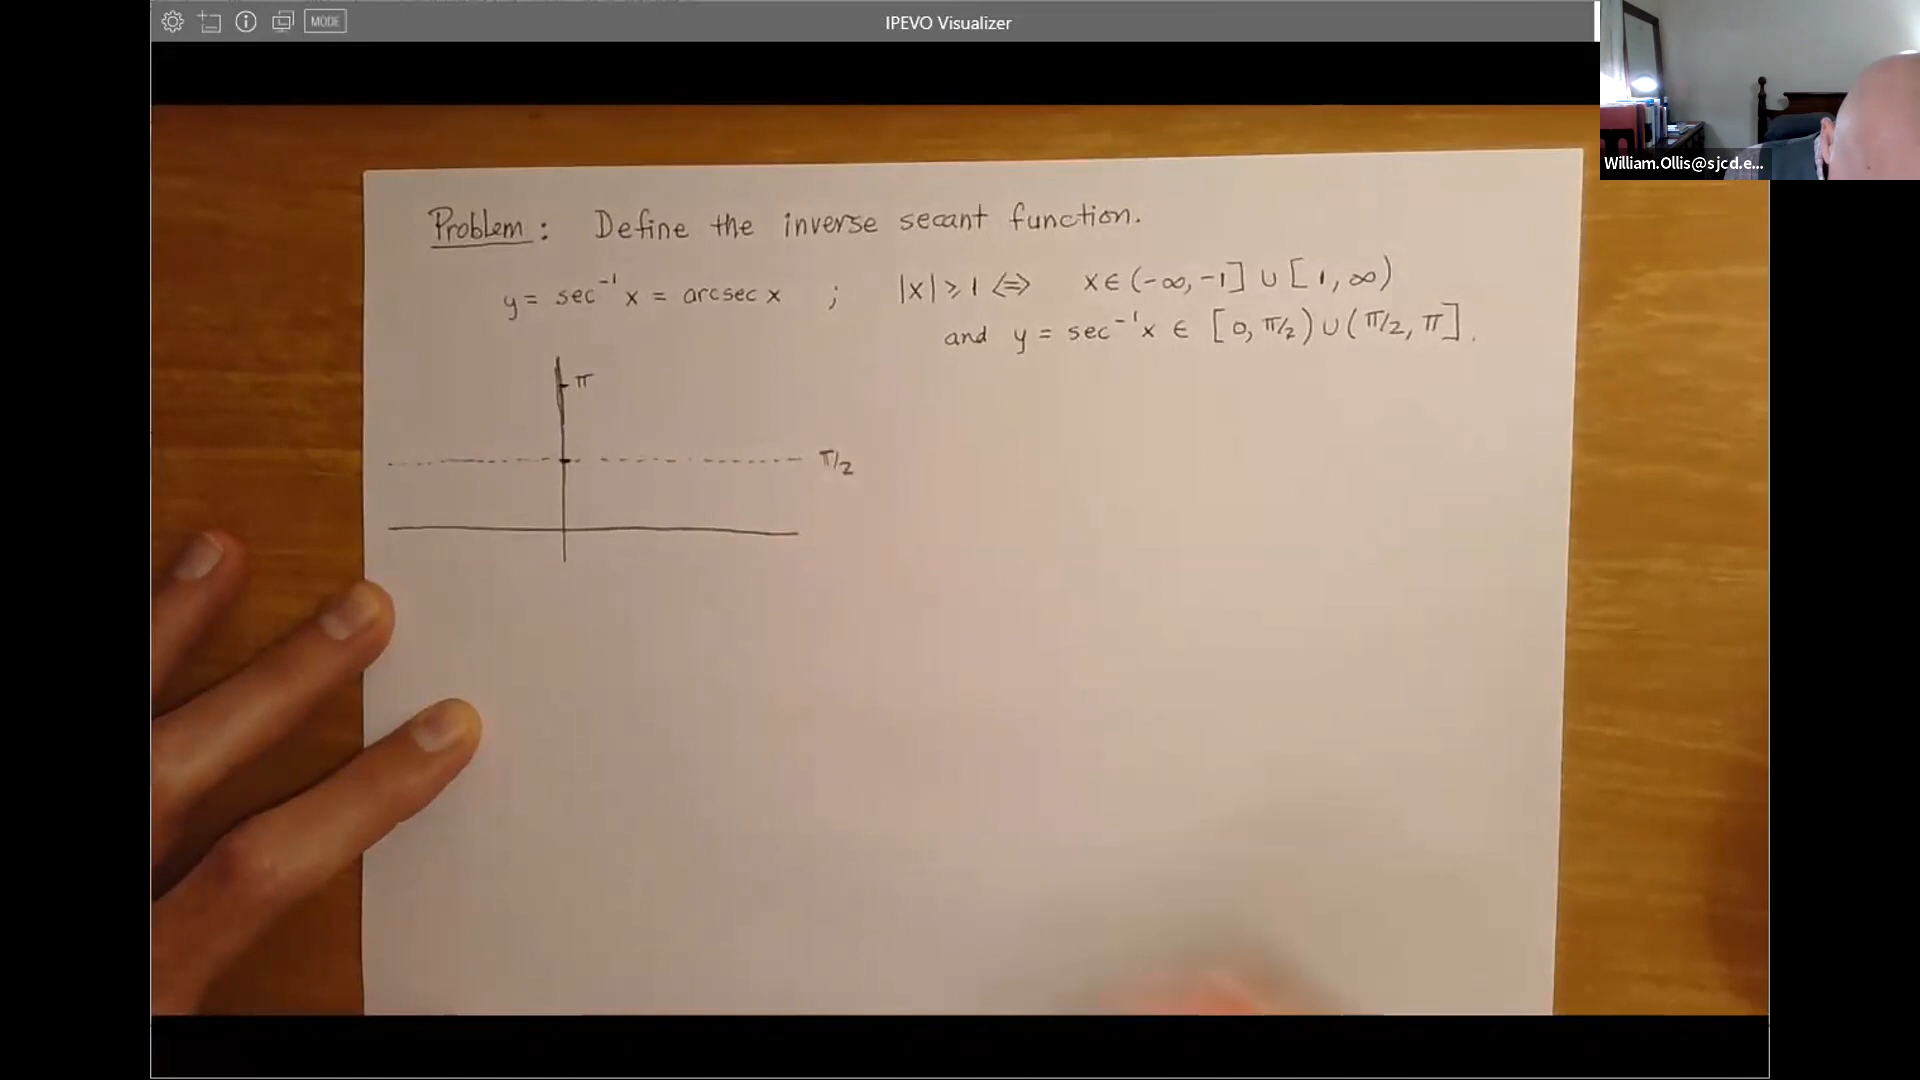 MODE
IPEVO Visualizer
William.Ollis@sjcd.e...
Problem: Define the inverse secant function.
y = sec⁻¹ x = arcsec x ; |x| ⩾ 1 ⇔ x ∈ (-∞, -1] ∪ [1, ∞)
and y = sec⁻¹ x ∈ [0, π/2) ∪ (π/2, π].
π
π/2